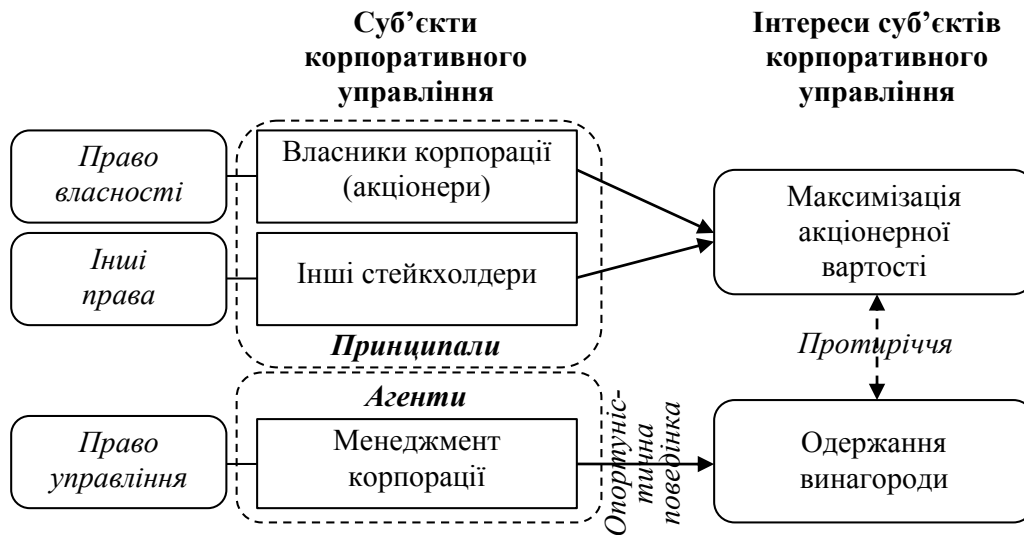 Суб’єкти
корпоративного
управління
Інтереси суб’єктів
корпоративного
управління
Право
власності
Власники корпорації
(акціонери)
Максимізація
акціонерної
вартості
Інші
права
Інші стейкхолдери
Принципали
Протиріччя
Агенти
Право
управління
Менеджмент
корпорації
Опортуніс-
тична
поведінка
Одержання
винагороди